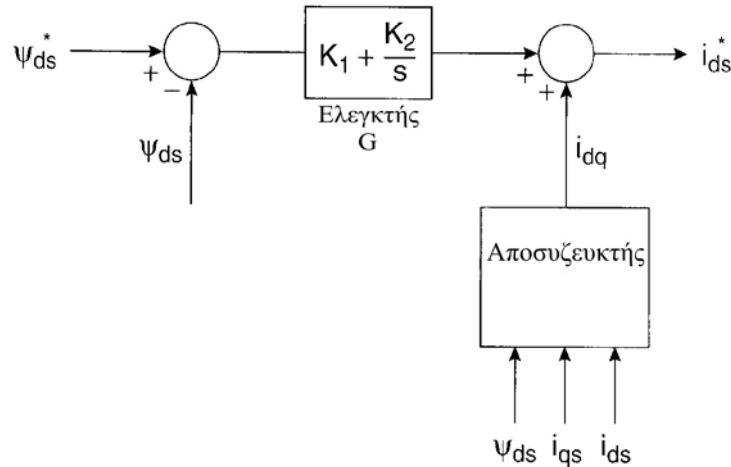 ψds* + − K1 + K2/s + + ids*
Ελεγκτής
G
ψds
idq
Αποσυζευκτής
ψds iqs ids